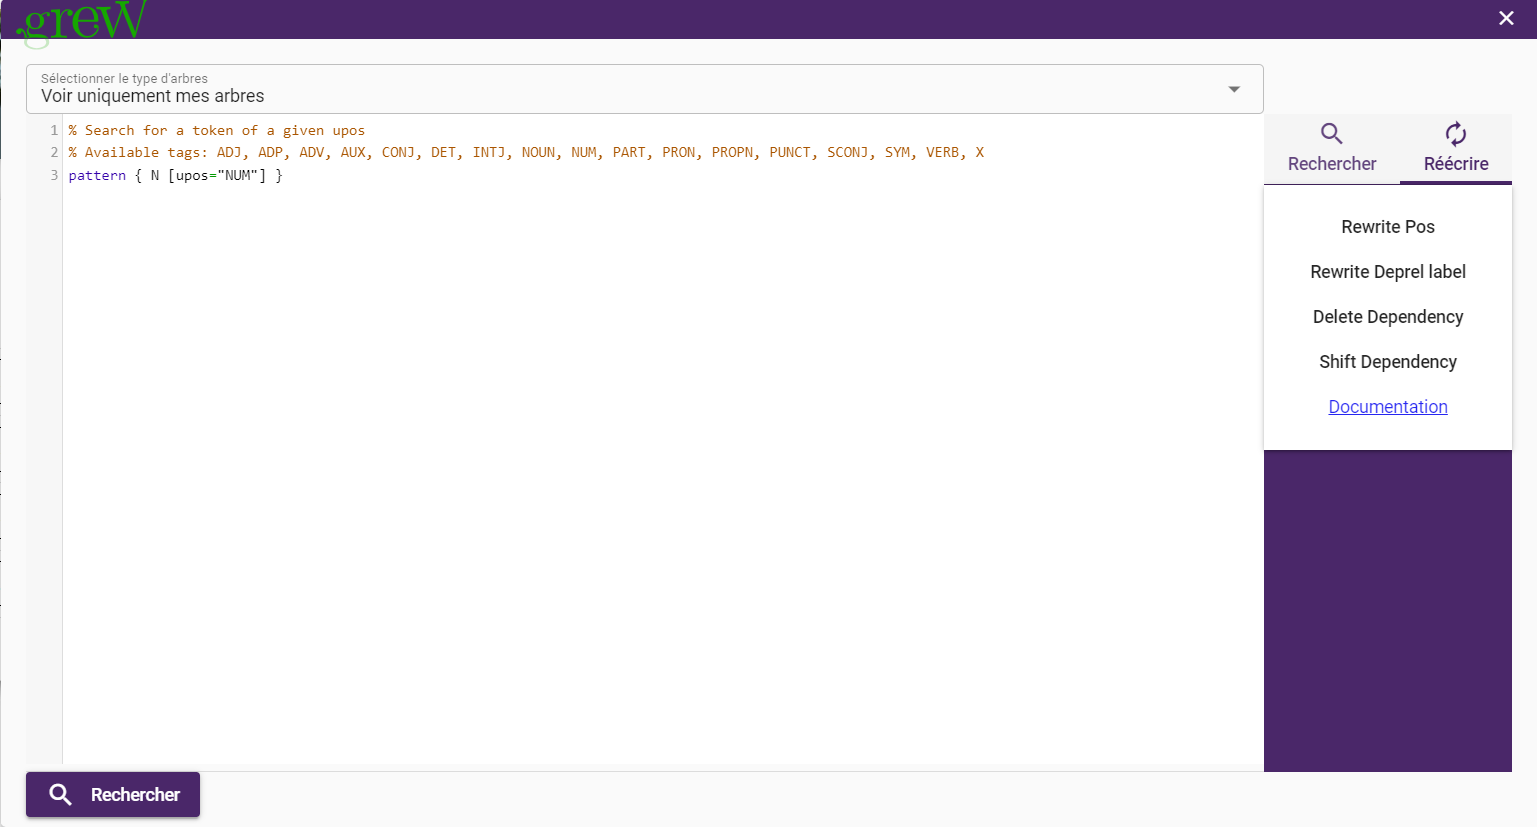 .grew
Sélectionner le type d'arbres
Voir uniquement mes arbres
1 % Search for a token of a given upos
2 % Available tags: ADJ, ADP, ADV, AUX, CONJ, DET, INTJ, NOUN, NUM, PART, PRON, PROPN, PUNCT, SCONJ, SYM, VERB, X
3 pattern { N [upos="NUM"] }
Rechercher
Réécrire
Rewrite Pos
Rewrite Deprel label
Delete Dependency
Shift Dependency
Documentation
Rechercher